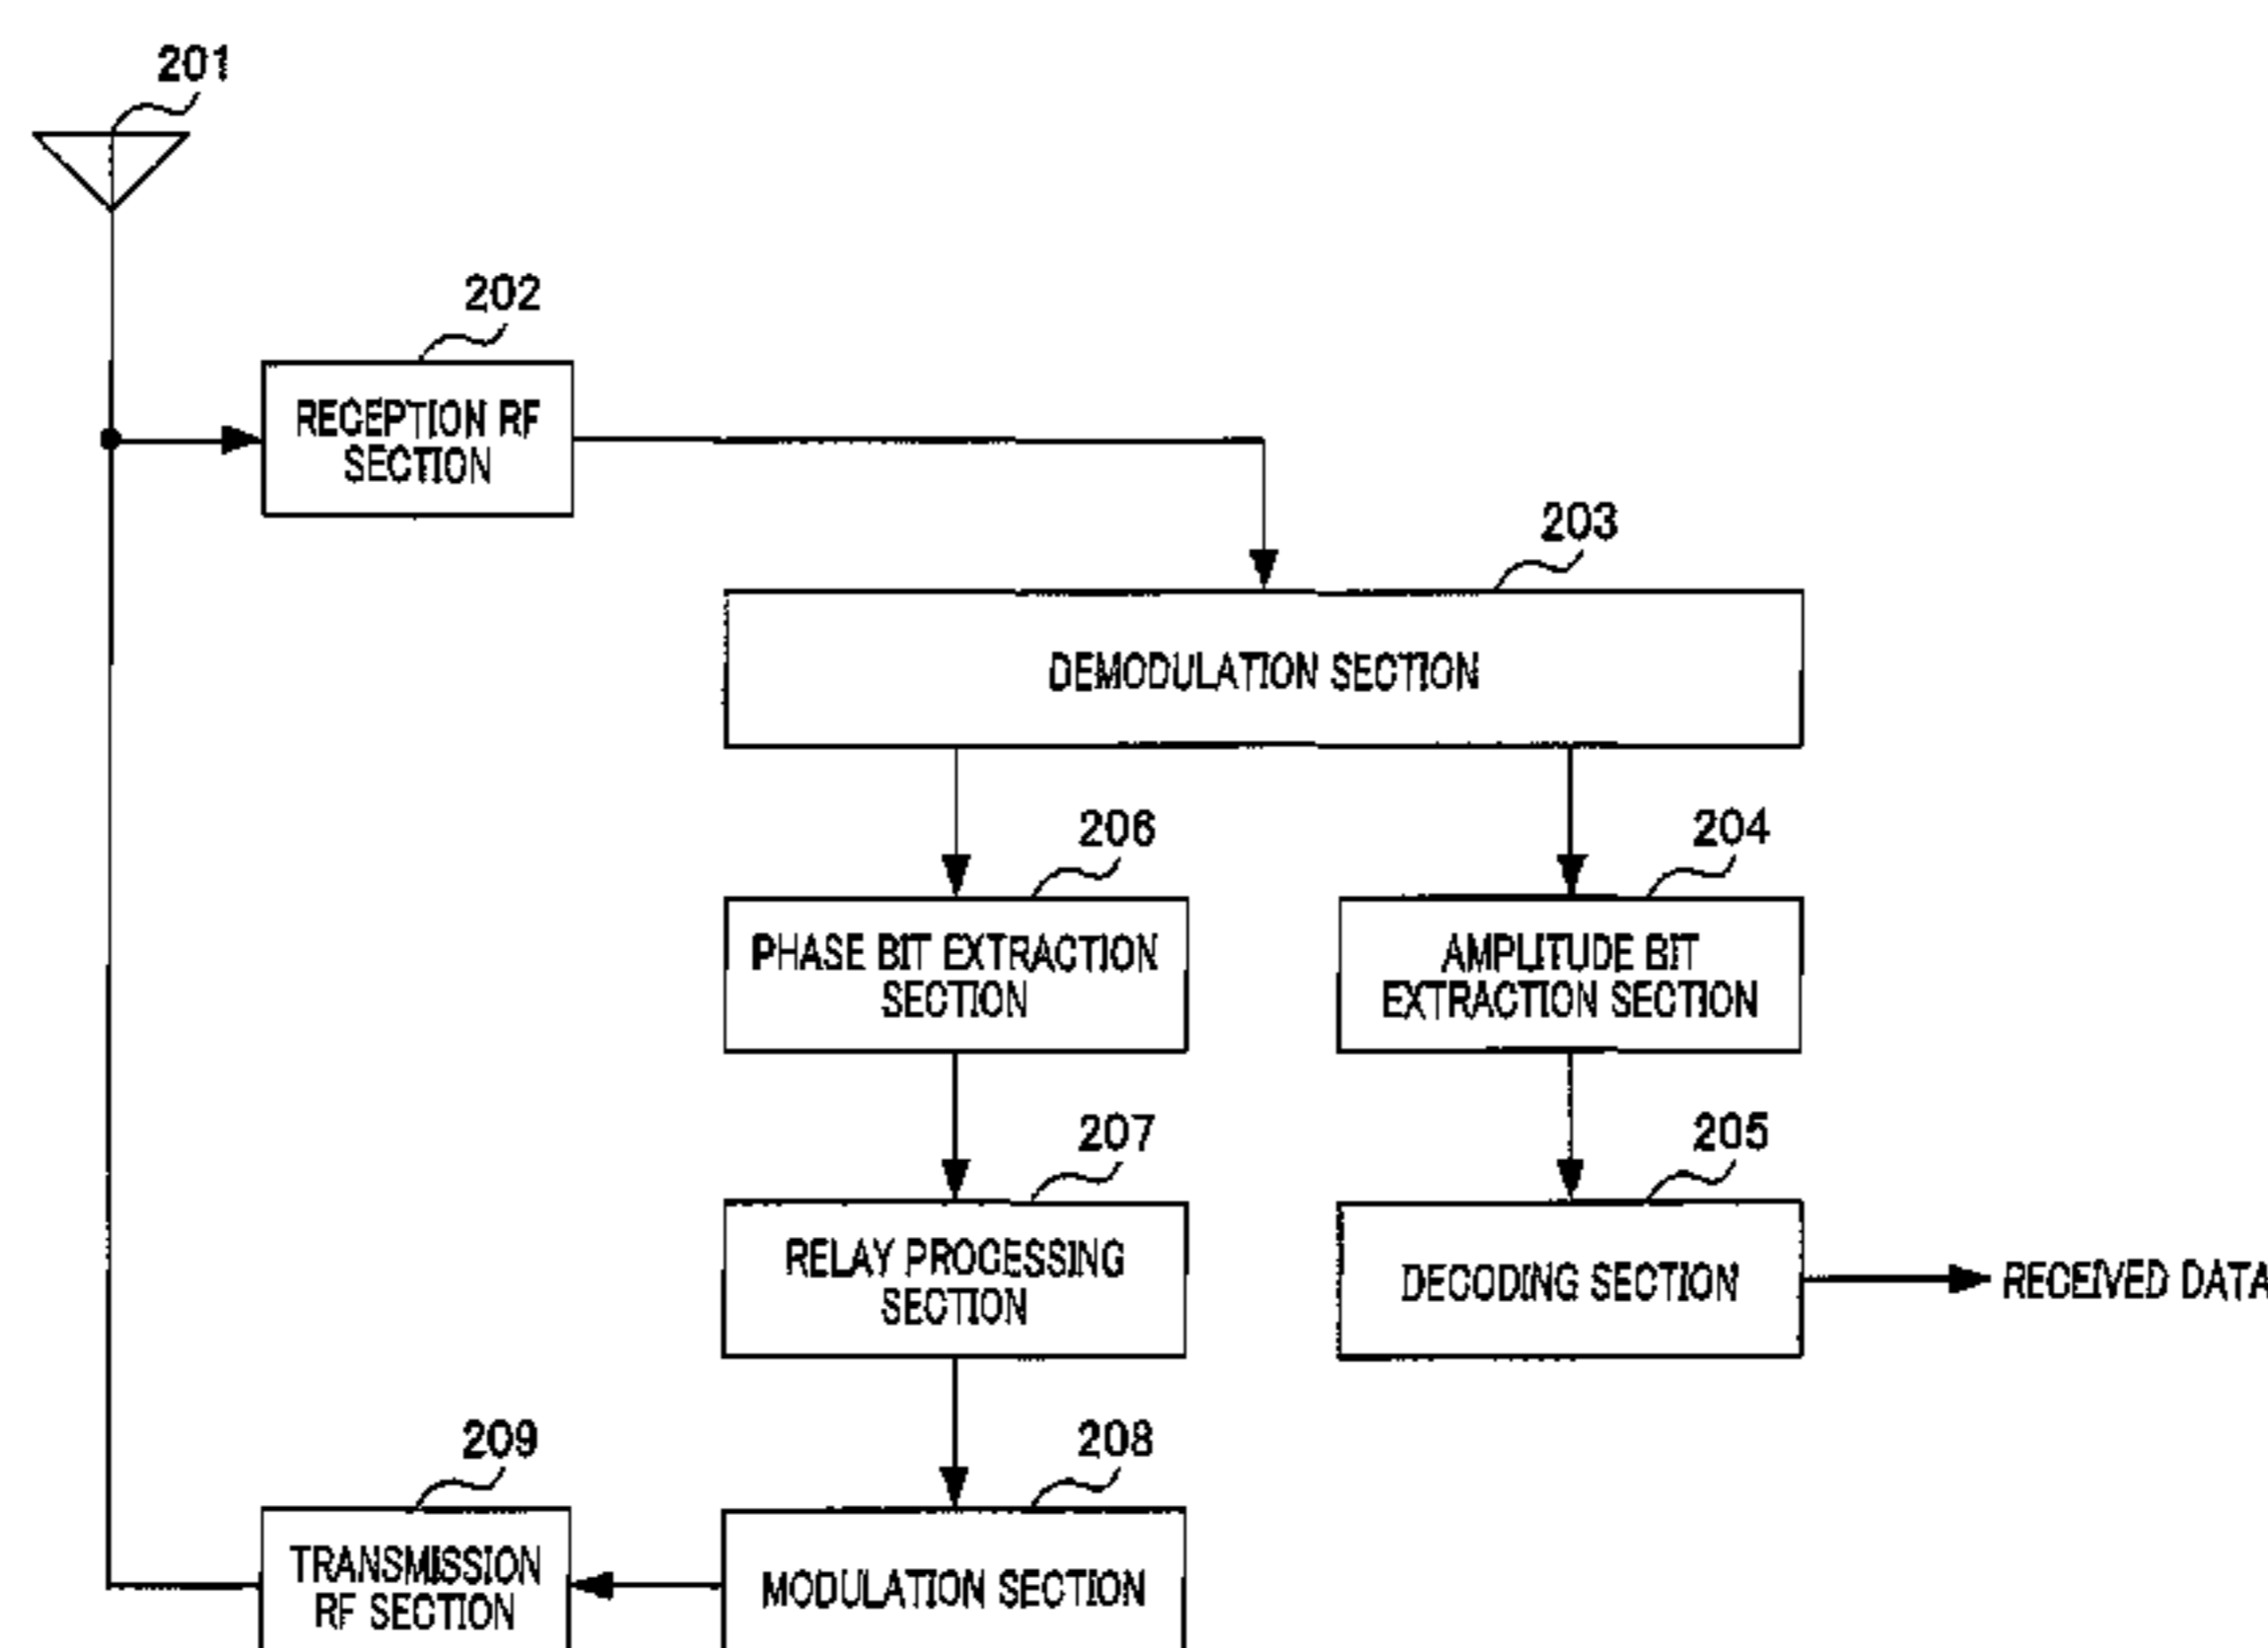 201
202
RECEPTION RF
SECTION
203
DEMODULATION SECTION
206
204
PHASE BIT EXTRACTION
SECTION
AMPLITUDE BIT
EXTRACTION SECTION
207
205
RELAY PROCESSING
SECTION
DECODING SECTION
RECEIVED DATA
209
208
TRANSMISSION
RF SECTION
MODULATION SECTION